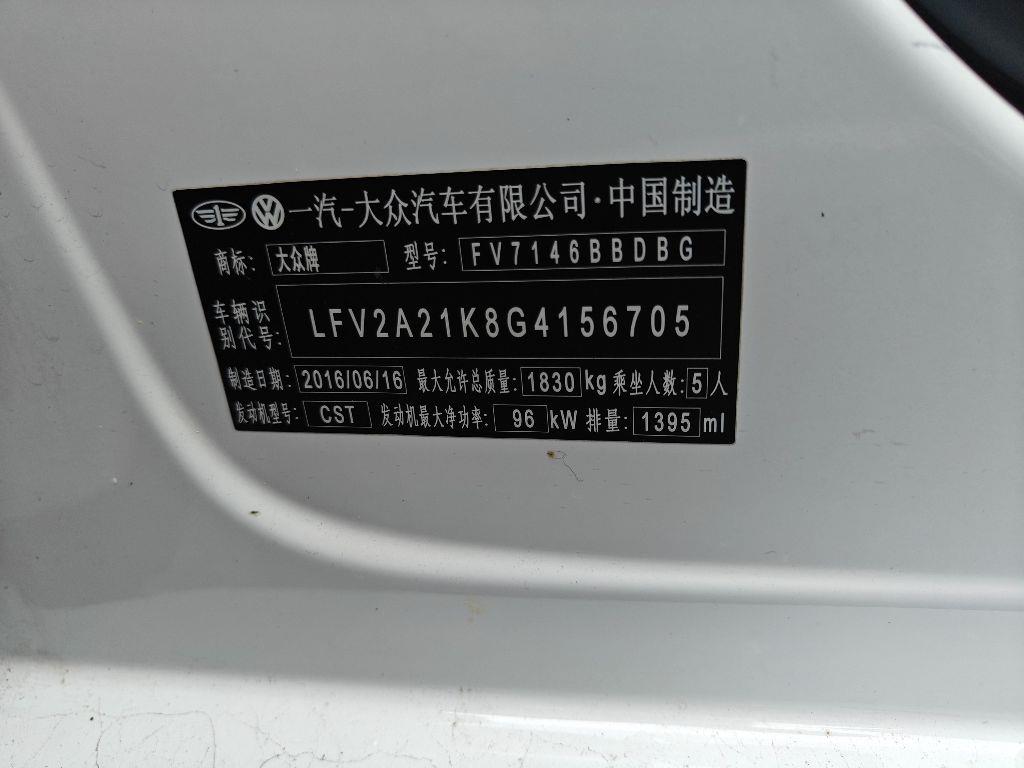 一汽-大众汽车有限公司·中国制造
商标: 大众牌 型号: FV7146BBDBG
车辆识别代号: LFV2A21K8G4156705
制造日期: 2016/06/16 最大允许总质量: 1830 kg 乘坐人数: 5 人
发动机型号: CST 发动机最大净功率: 96 kW 排量: 1395 ml